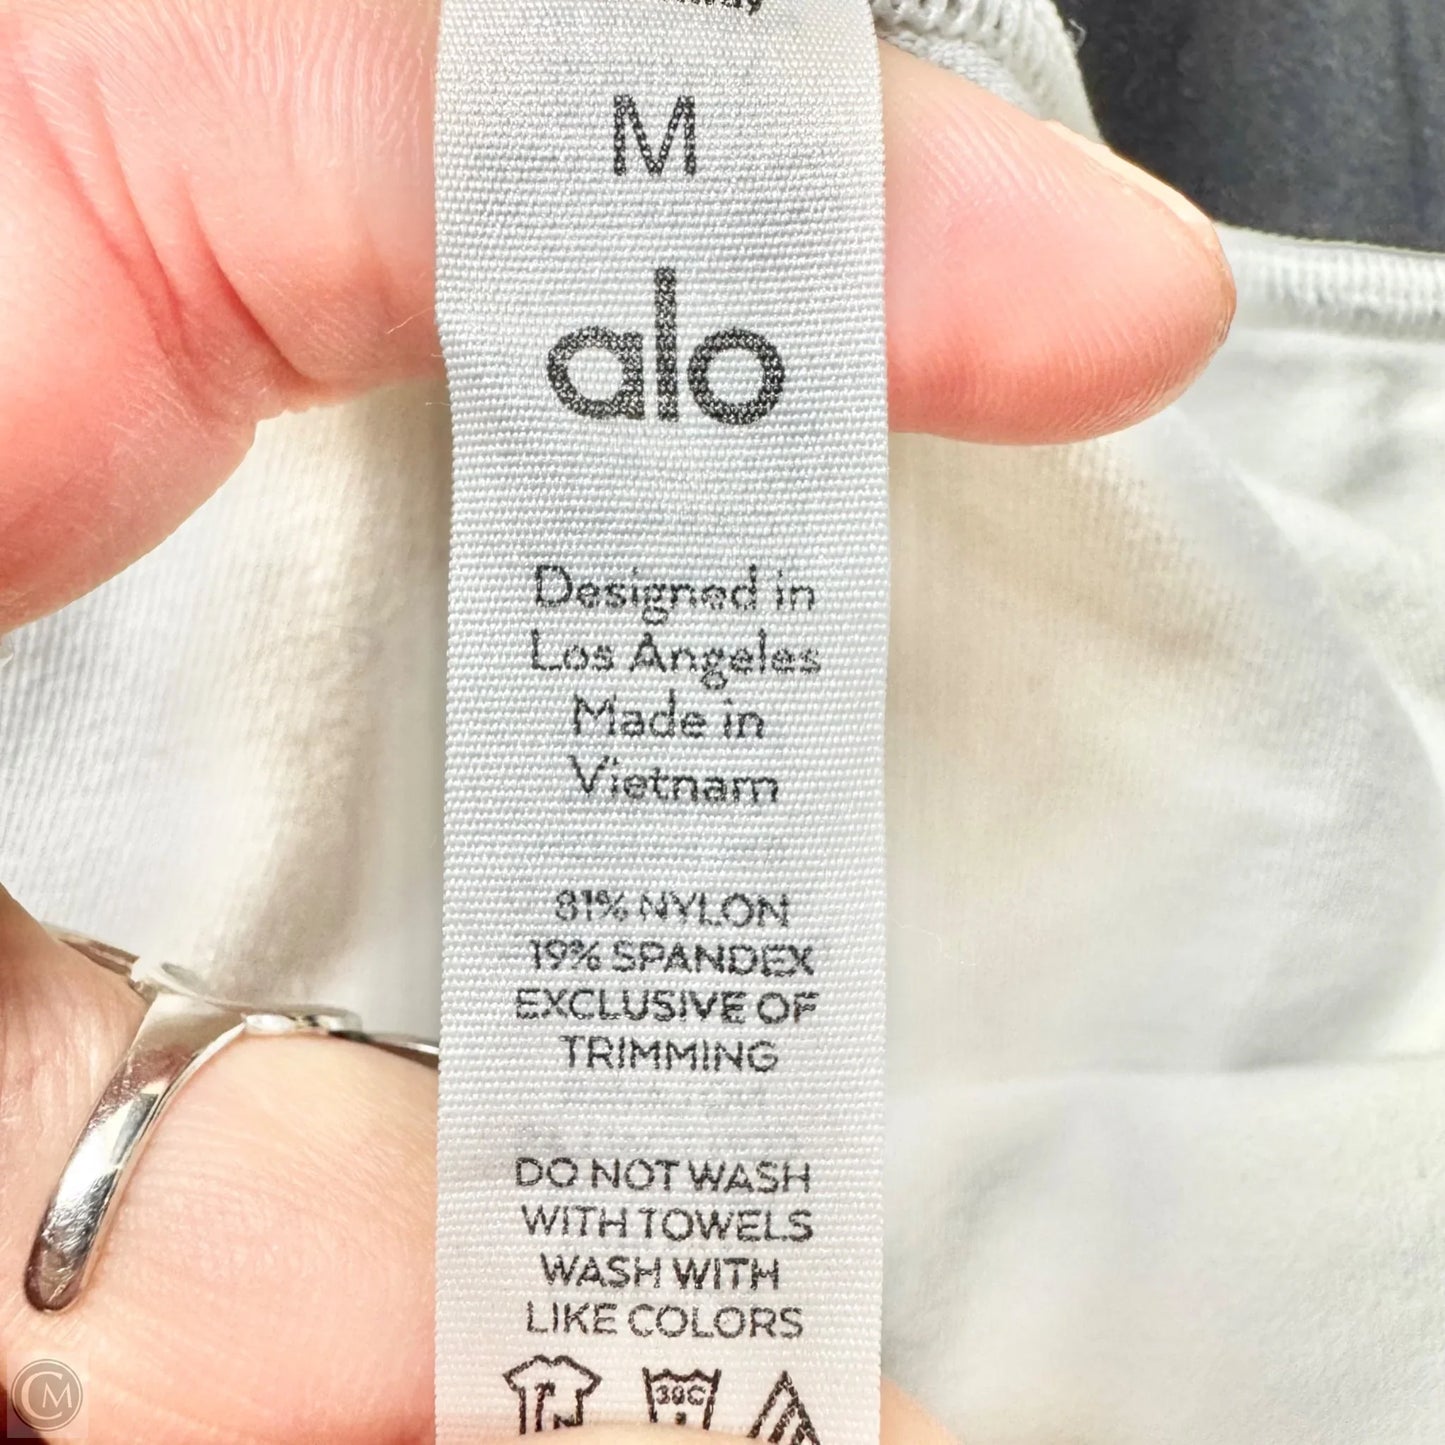 M
alo
Designed in
Los Angeles
Made in
Vietnam
81% NYLON
19% SPANDEX
EXCLUSIVE OF
TRIMMING
DO NOT WASH
WITH TOWELS
WASH WITH
LIKE COLORS
30C
CM